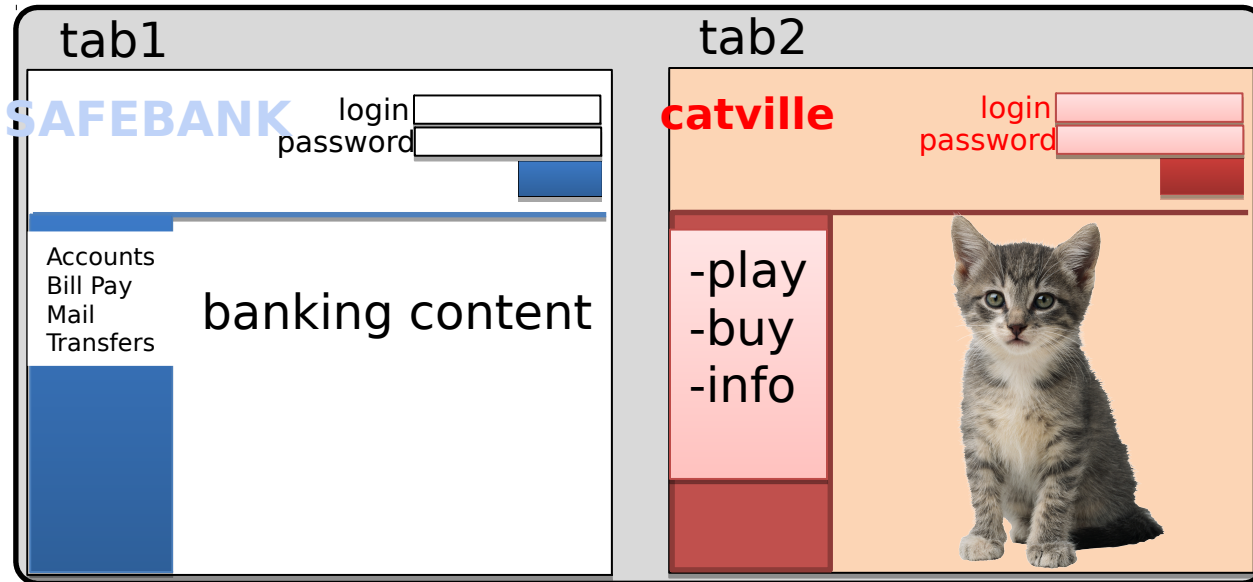 tab1
SAFEBANK
login
password
Accounts
Bill Pay
Mail
Transfers
banking content
tab2
catville
login
password
-play
-buy
-info